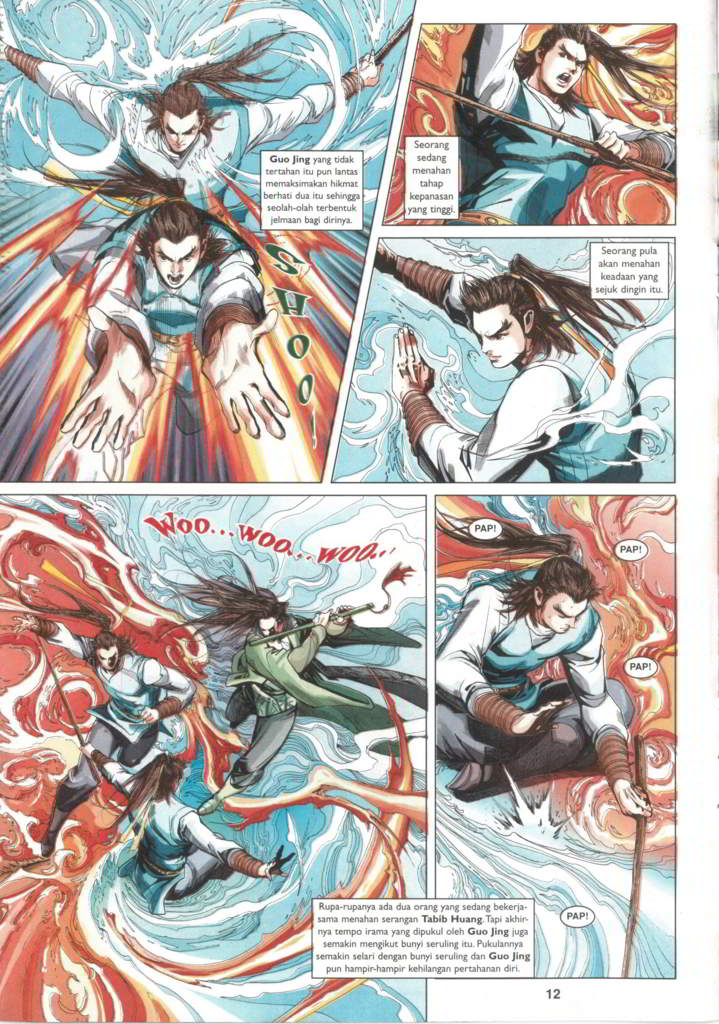 Guo Jing yang tidak
tertahan itu pun lantas
memaksimakan hikmat
berhati dua itu sehingga
seolah-olah terbentuk
jelmaan bagi dirinya.
SHOOO!
Seorang
sedang
menahan
tahap
kepanasan
yang tinggi.
Seorang pula
akan menahan
keadaan yang
sejuk dingin itu.
WOO...WOO...WOO...!
Rupa-rupanya ada dua orang yang sedang bekerja-
sama menahan serangan Tabib Huang. Tapi akhir-
nya tempo irama yang dipukul oleh Guo Jing juga
semakin mengikut bunyi seruling itu. Pukulannya
semakin selari dengan bunyi seruling dan Guo Jing
pun hampir-hampir kehilangan pertahanan diri.
PAP!
PAP!
PAP!
PAP!
12